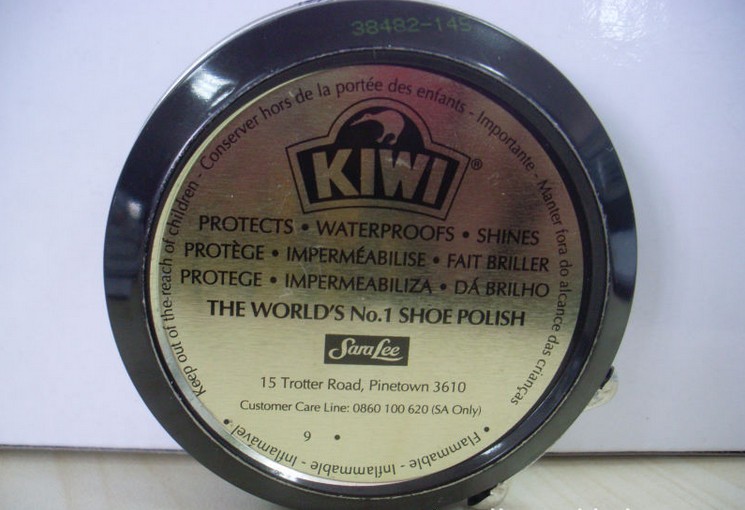 38482-145
Keep out of the reach of children - Conserver hors de la portée des enfants - Importante - Manter fora do alcance das crianças
KIWI®
PROTECTS • WATERPROOFS • SHINES
PROTÈGE • IMPERMÉABILISE • FAIT BRILLER
PROTEGE • IMPERMEABILIZA • DÁ BRILHO
THE WORLD'S No.1 SHOE POLISH
Sara Lee
15 Trotter Road, Pinetown 3610
Customer Care Line: 0860 100 620 (SA Only)
9 •
• Flammable - Inflammable - Inflamável •